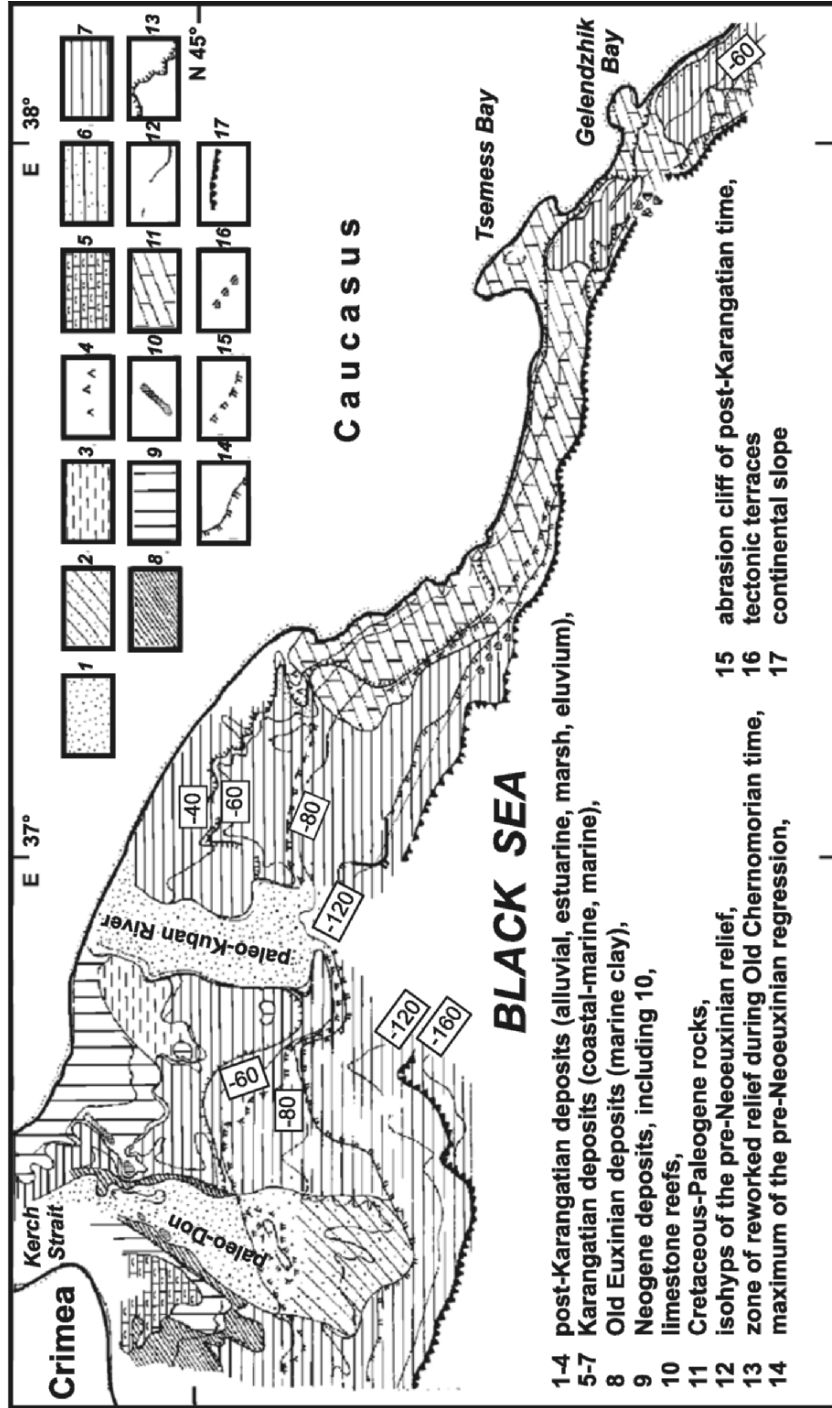 E 37°
E 38°
N 45°
1
2
3
4
5
6
7
8
9
10
11
12
13
14
15
16
17
Crimea
Kerch
Strait
paleo-Don
paleo-Kuban River
Caucasus
Tsemess Bay
Gelendzhik
Bay
-40
-60
-80
-120
-60
-80
-120
-160
-60
BLACK SEA
1-4 post-Karangatian deposits (alluvial, estuarine, marsh, eluvium),
5-7 Karangatian deposits (coastal-marine, marine),
8 Old Euxinian deposits (marine clay),
9 Neogene deposits, including 10,
10 limestone reefs,
11 Cretaceous-Paleogene rocks,
12 isohyps of the pre-Neoeuxinian relief,
13 zone of reworked relief during Old Chernomorian time,
14 maximum of the pre-Neoeuxinian regression,
15 abrasion cliff of post-Karangatian time,
16 tectonic terraces
17 continental slope